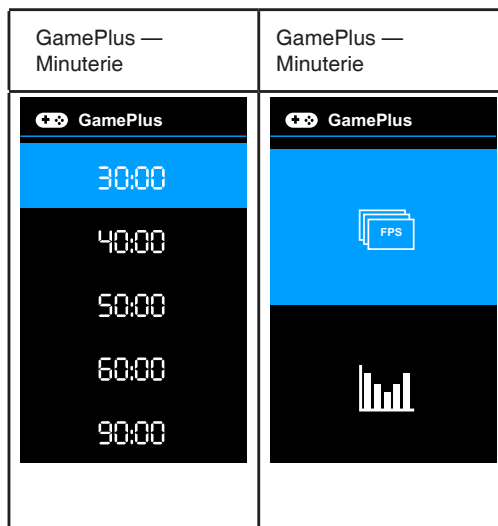 GamePlus —
Minuterie
GamePlus —
Minuterie
GamePlus
30:00
40:00
50:00
60:00
90:00
GamePlus
FPS